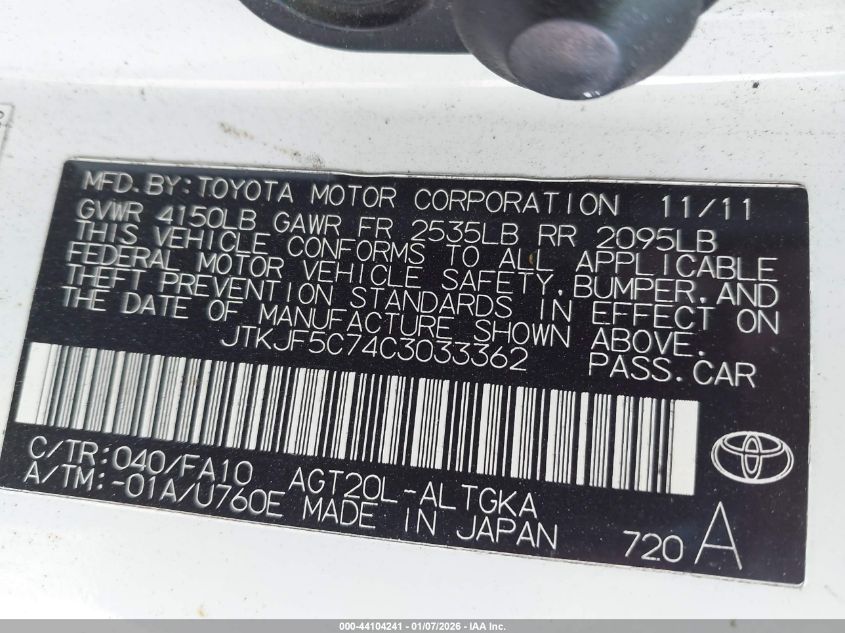 MFD.BY:TOYOTA MOTOR CORPORATION 11/11
GVWR 4150LB GAWR FR 2535LB RR 2095LB
THIS VEHICLE CONFORMS TO ALL APPLICABLE
FEDERAL MOTOR VEHICLE SAFETY, BUMPER, AND
THEFT PREVENTION STANDARDS IN EFFECT ON
THE DATE OF MANUFACTURE SHOWN ABOVE.
JTKJF5C74C3033362 PASS.CAR
C/TR:040/FA10 AGT20L-ALTGKA
A/TM:-01A/U760E MADE IN JAPAN 720 A
000-44104241 - 01/07/2026 - IAA Inc.